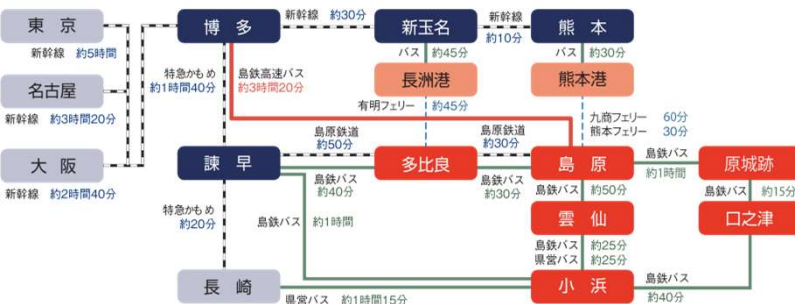 東京
博多
新幹線 約30分
新玉名
新幹線
約10分
熊本
新幹線 約5時間
バス 約45分
バス 約30分
特急かもめ
約1時間40分
島鉄高速バス
約3時間20分
長洲港
熊本港
名古屋
新幹線 約3時間20分
有明フェリー 約45分
九商フェリー 60分
熊本フェリー 30分
島原鉄道
約50分
島原鉄道
約30分
大阪
諫早
多比良
島原
島鉄バス
約1時間
原城跡
新幹線 約2時間40分
島鉄バス
約40分
島鉄バス
約30分
島鉄バス 約50分
島鉄バス 約15分
特急かもめ
約20分
島鉄バス 約1時間
雲仙
口之津
島鉄バス 約25分
県営バス 約25分
長崎
県営バス 約1時間15分
小浜
島鉄バス
約40分